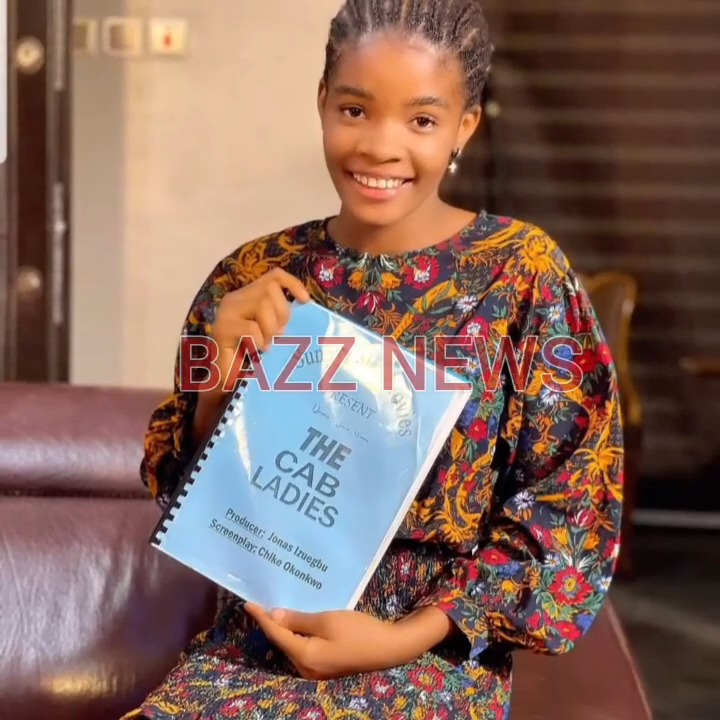 BAZZ NEWS
PRESENT
THE
CAB
LADIES
Producer; Jonas Izuegbu
Screenplay; Chike Okonkwo